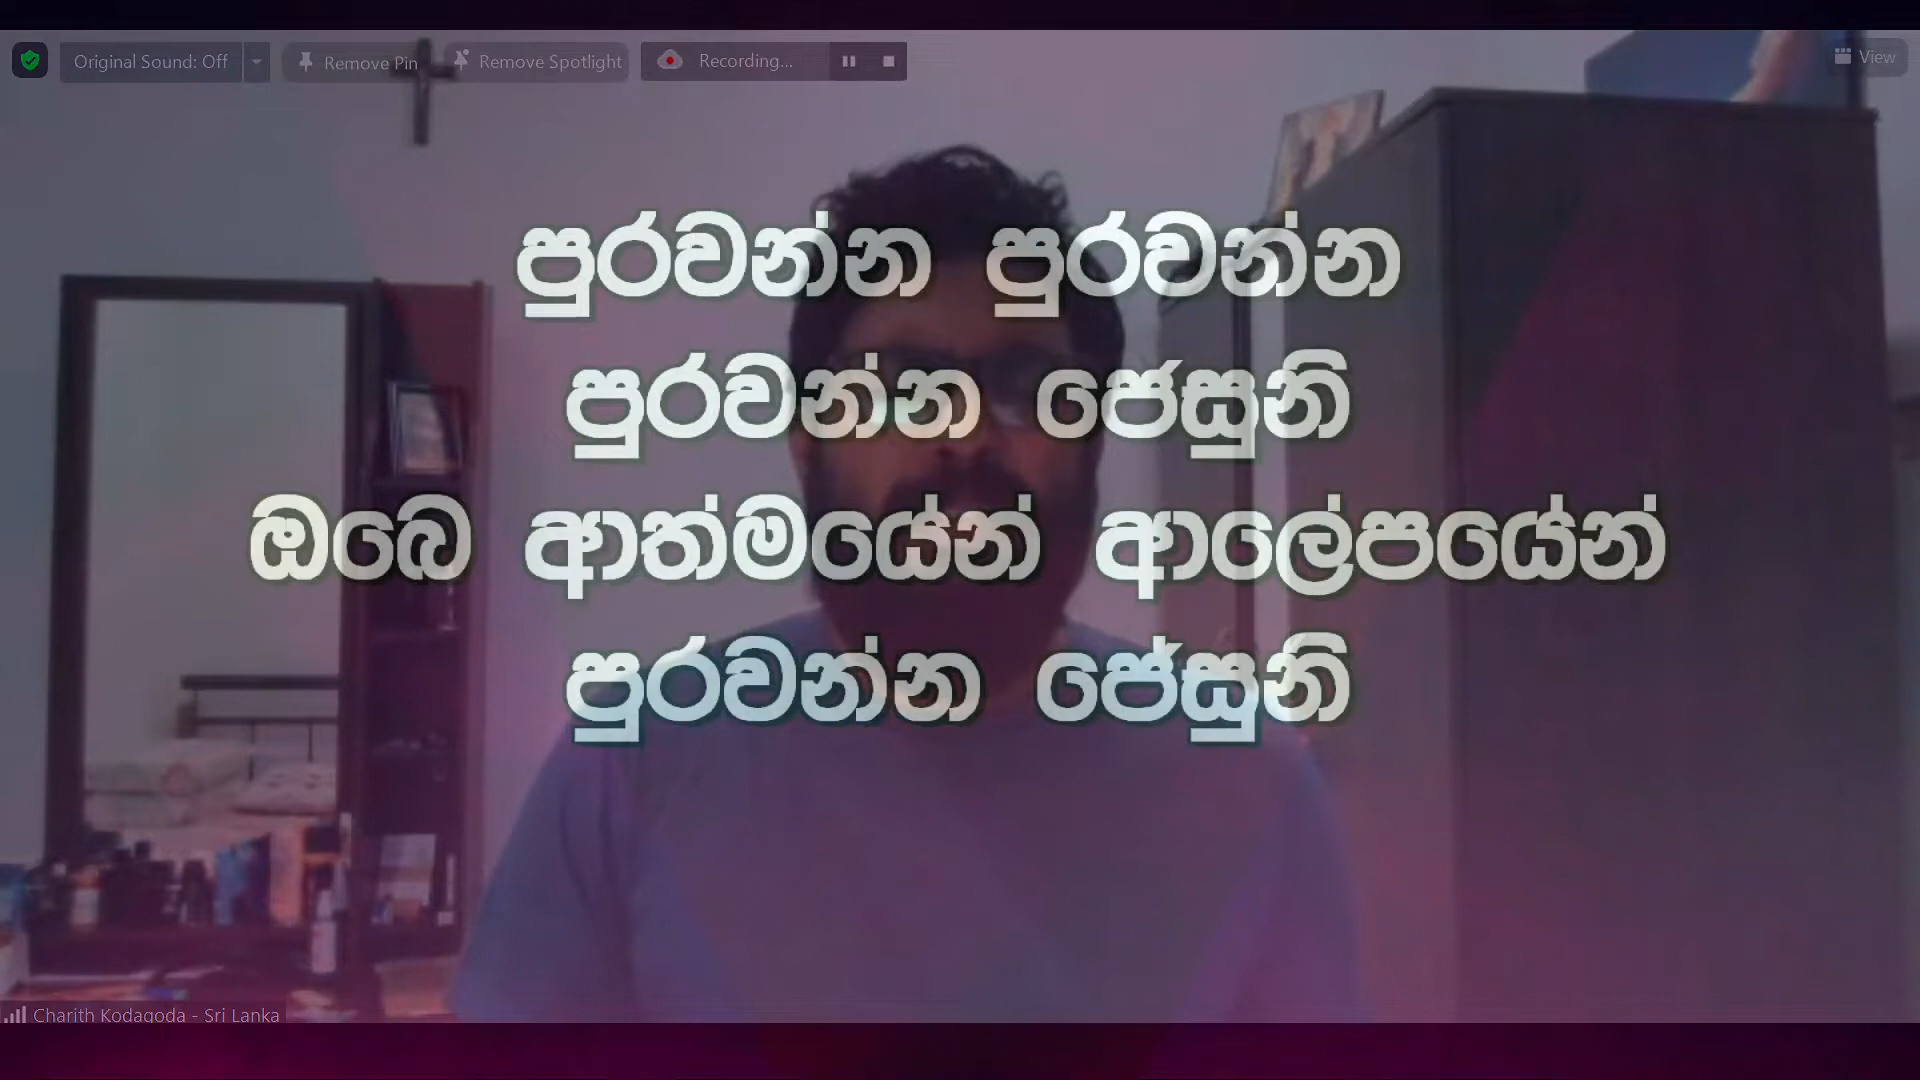 Original Sound: Off
Remove Pin
Remove Spotlight
Recording...
View
පුරවන්න පුරවන්න
පුරවන්න ජෙසුනි
ඔබෙ ආත්මයේන් ආලේපයේන්
පුරවන්න ජේසුනි
Charith Kodagoda - Sri Lanka